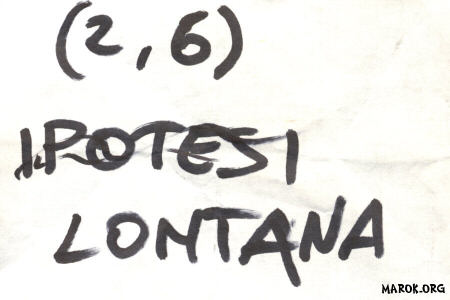 (2, 6)
IPOTESI
LONTANA
MAROK.ORG